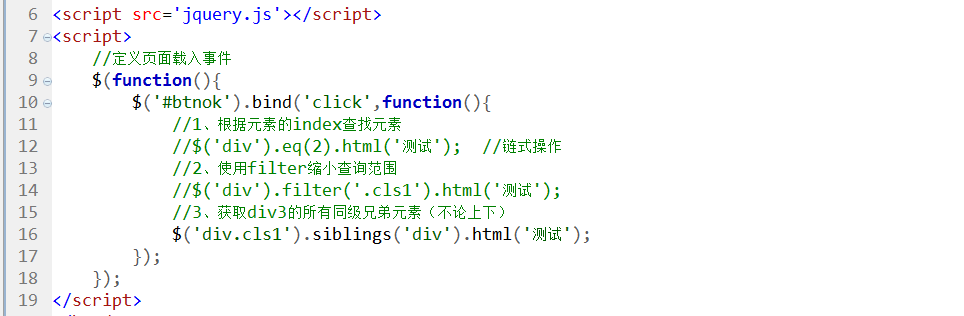 6 <script src='jquery.js'></script>
7 <script>
8 //定义页面载入事件
9 $(function(){
10 $('#btnok').bind('click',function(){
11 //1、根据元素的index查找元素
12 //$('div').eq(2).html('测试'); //链式操作
13 //2、使用filter缩小查询范围
14 //$('div').filter('.cls1').html('测试');
15 //3、获取div3的所有同级兄弟元素（不论上下）
16 $('div.cls1').siblings('div').html('测试');
17 });
18 });
19 </script>